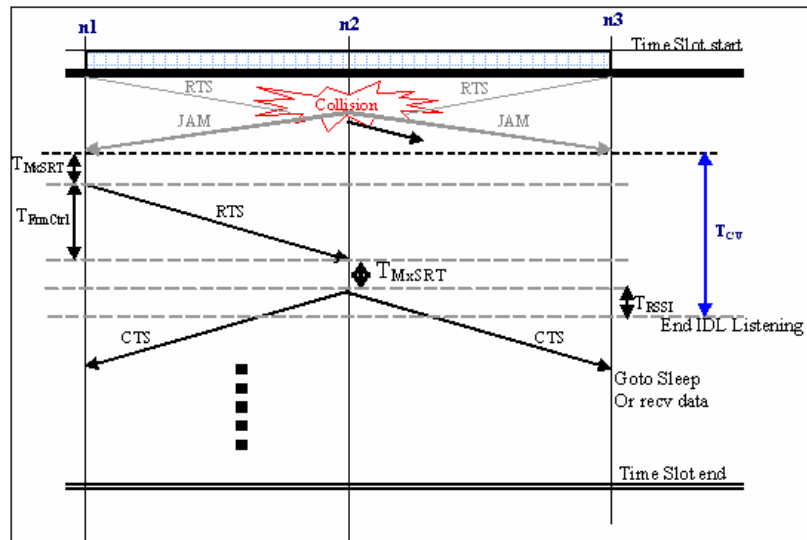 n1
n2
n3
Time Slot start
RTS
RTS
Collision
JAM
JAM
TMxSRT
TFrmCtrl
RTS
TCW
TMxSRT
TRSSI
End IDL Listening
CTS
CTS
Goto Sleep
Or recv data
Time Slot end